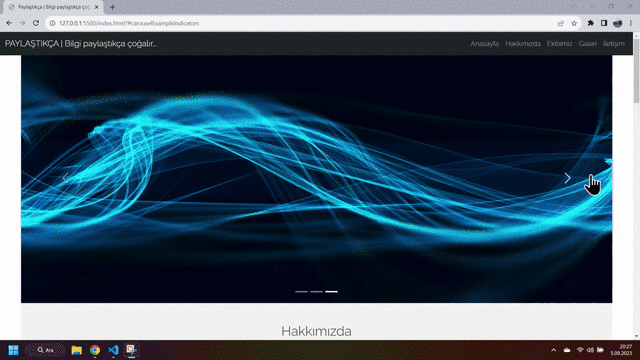 Paylaştıkça | Bilgi paylaştıkça çoğ
127.0.0.1:5500/index.html?#carouselExampleIndicators
PAYLAŞTIKÇA | Bilgi paylaştıkça çoğalır...
Anasayfa Hakkımızda Ekibimiz Galeri İletişim
Hakkımızda
Ara
20:27
5.09.2023